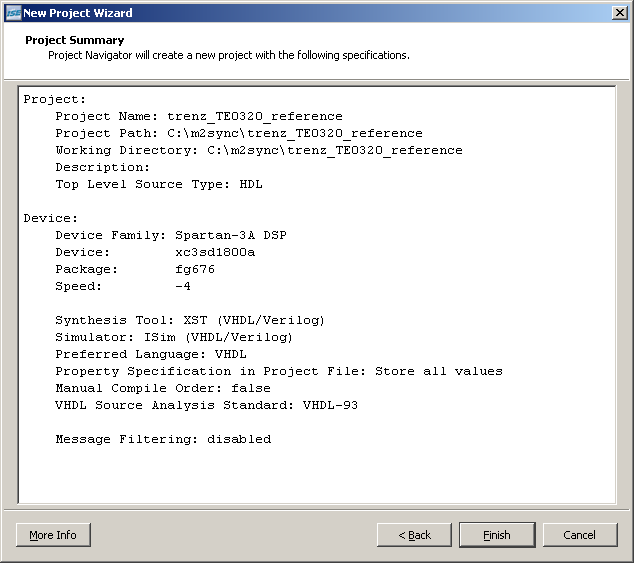 ISE New Project Wizard
Project Summary
Project Navigator will create a new project with the following specifications.
Project:
Project Name: trenz_TE0320_reference
Project Path: C:\m2sync\trenz_TE0320_reference
Working Directory: C:\m2sync\trenz_TE0320_reference
Description:
Top Level Source Type: HDL
Device:
Device Family: Spartan-3A DSP
Device: xc3sd1800a
Package: fg676
Speed: -4
Synthesis Tool: XST (VHDL/Verilog)
Simulator: ISim (VHDL/Verilog)
Preferred Language: VHDL
Property Specification in Project File: Store all values
Manual Compile Order: false
VHDL Source Analysis Standard: VHDL-93
Message Filtering: disabled
More Info < Back Finish Cancel